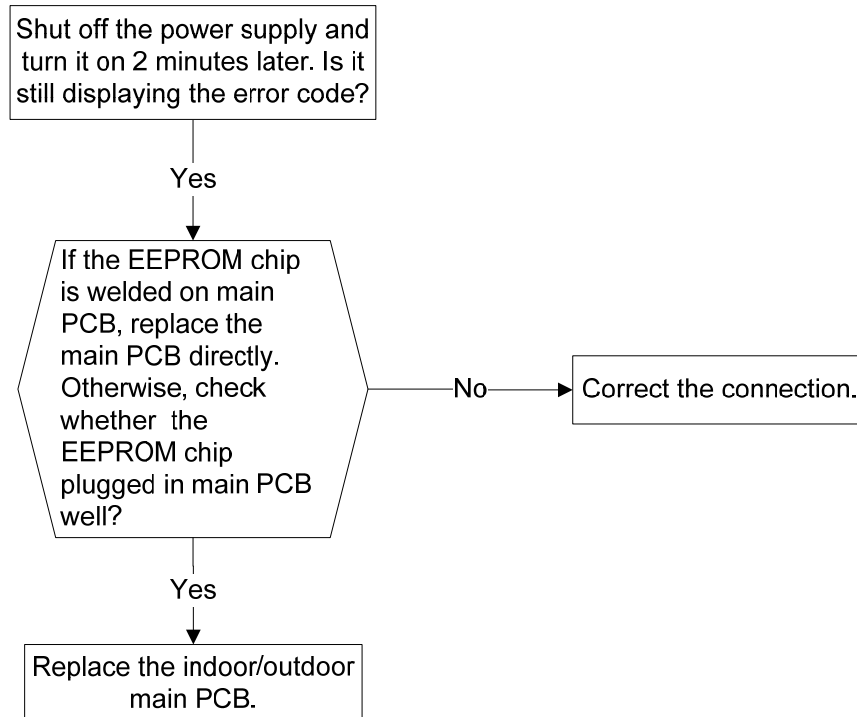 Shut off the power supply and
turn it on 2 minutes later. Is it
still displaying the error code?
Yes
If the EEPROM chip
is welded on main
PCB, replace the
main PCB directly.
Otherwise, check
whether the
EEPROM chip
plugged in main PCB
well?
No
Correct the connection.
Yes
Replace the indoor/outdoor
main PCB.